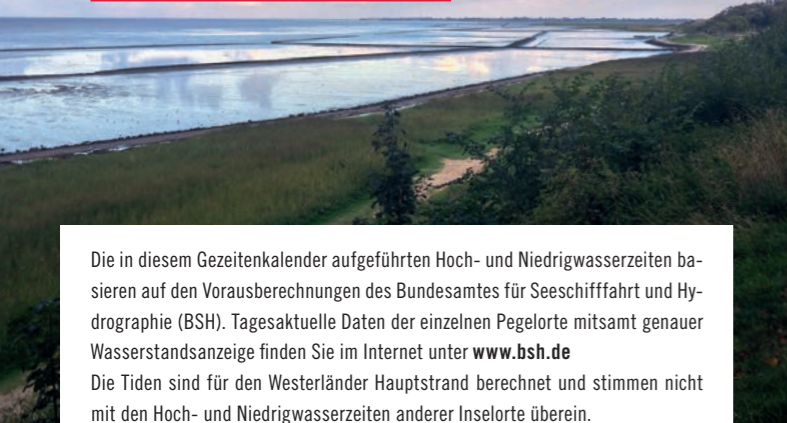 Die in diesem Gezeitenkalender aufgeführten Hoch- und Niedrigwasserzeiten ba-
sieren auf den Vorausberechnungen des Bundesamtes für Seeschifffahrt und Hy-
drographie (BSH). Tagesaktuelle Daten der einzelnen Pegelorte mitsamt genauer
Wasserstandsanzeige finden Sie im Internet unter www.bsh.de
Die Tiden sind für den Westerländer Hauptstrand berechnet und stimmen nicht
mit den Hoch- und Niedrigwasserzeiten anderer Inselorte überein.